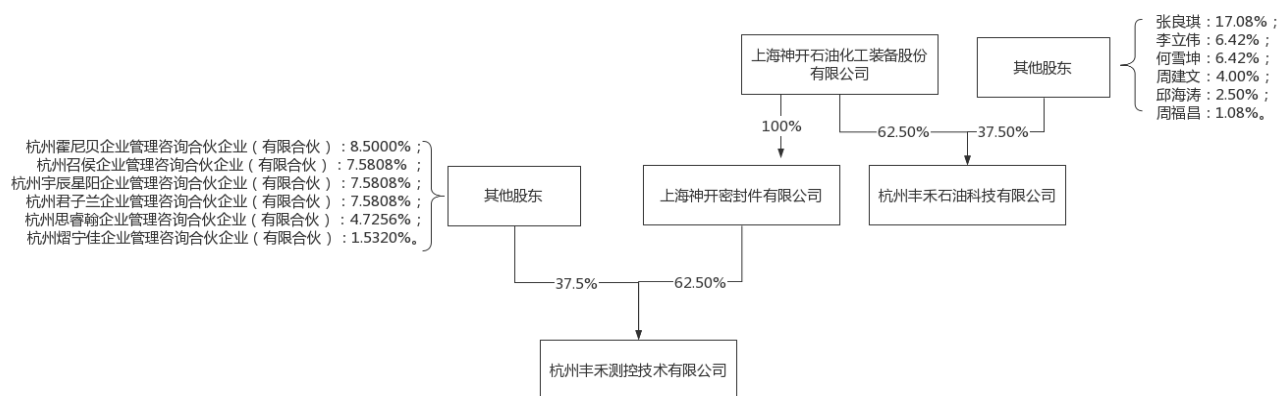 张良琪：17.08%；
李立伟：6.42%；
何雪坤：6.42%；
周建文：4.00%；
邱海涛：2.50%；
周福昌：1.08%。
上海神开石油化工装备股份
有限公司
其他股东
100%
62.50%
37.50%
杭州霍尼贝企业管理咨询合伙企业（有限合伙）：8.5000%；
杭州召侯企业管理咨询合伙企业（有限合伙）：7.5808%；
杭州宇辰星阳企业管理咨询合伙企业（有限合伙）：7.5808%；
杭州君子兰企业管理咨询合伙企业（有限合伙）：7.5808%；
杭州思睿翰企业管理咨询合伙企业（有限合伙）：4.7256%；
杭州熠宁佳企业管理咨询合伙企业（有限合伙）：1.5320%。
其他股东
上海神开密封件有限公司
杭州丰禾石油科技有限公司
37.5%
62.50%
杭州丰禾测控技术有限公司